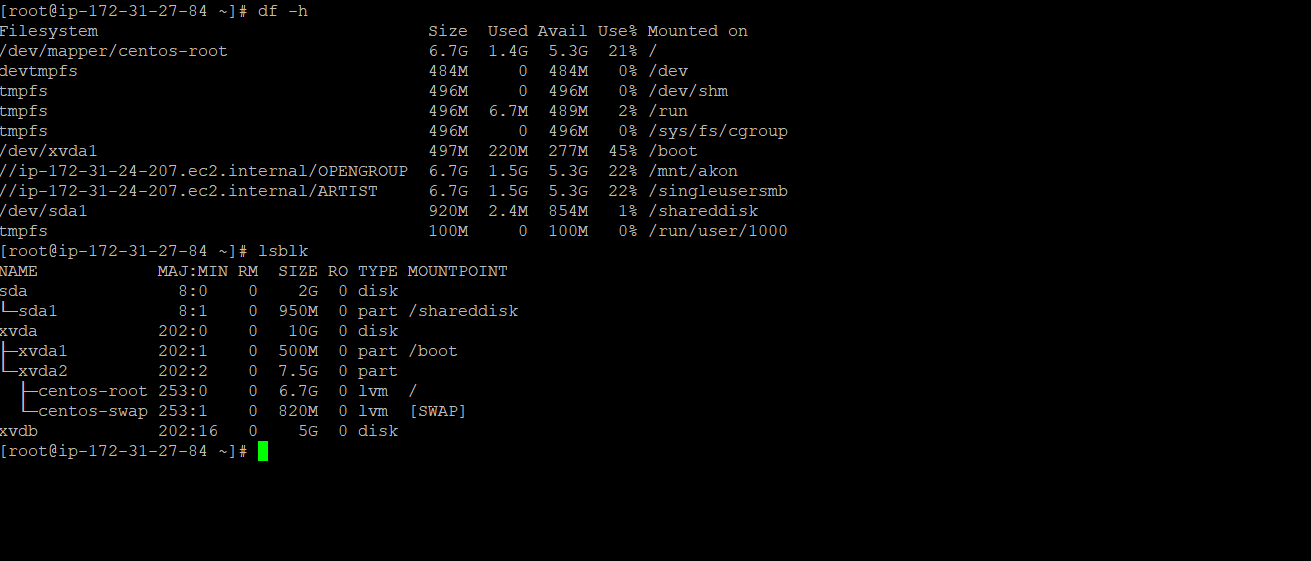 [root@ip-172-31-27-84 ~]# df -h
Filesystem                                Size  Used Avail Use% Mounted on
/dev/mapper/centos-root                   6.7G  1.4G  5.3G  21% /
devtmpfs                                  484M     0  484M   0% /dev
tmpfs                                     496M     0  496M   0% /dev/shm
tmpfs                                     496M  6.7M  489M   2% /run
tmpfs                                     496M     0  496M   0% /sys/fs/cgroup
/dev/xvda1                                497M  220M  277M  45% /boot
//ip-172-31-24-207.ec2.internal/OPENGROUP 6.7G  1.5G  5.3G  22% /mnt/akon
//ip-172-31-24-207.ec2.internal/ARTIST    6.7G  1.5G  5.3G  22% /singleusersmb
/dev/sda1                                 920M  2.4M  854M   1% /shareddisk
tmpfs                                     100M     0  100M   0% /run/user/1000
[root@ip-172-31-27-84 ~]# lsblk
NAME            MAJ:MIN RM  SIZE RO TYPE MOUNTPOINT
sda               8:0    0    2G  0 disk
└─sda1            8:1    0  950M  0 part /shareddisk
xvda            202:0    0   10G  0 disk
├─xvda1         202:1    0  500M  0 part /boot
└─xvda2         202:2    0  7.5G  0 part
  ├─centos-root 253:0    0  6.7G  0 lvm  /
  └─centos-swap 253:1    0  820M  0 lvm  [SWAP]
xvdb            202:16   0    5G  0 disk
[root@ip-172-31-27-84 ~]#